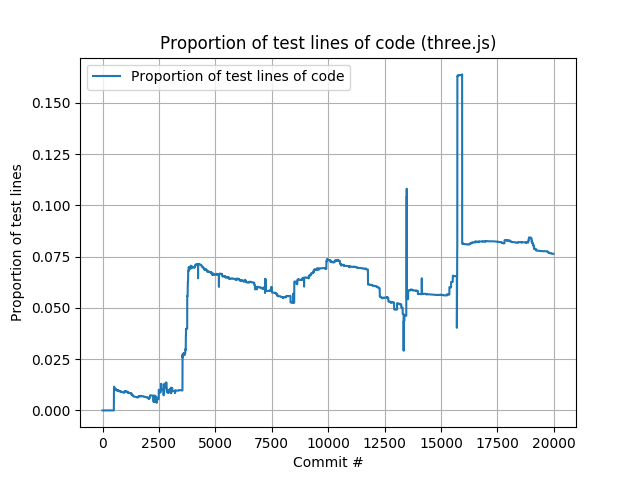 Proportion of test lines of code (three.js)
Proportion of test lines of code
Proportion of test lines
0.150
0.125
0.100
0.075
0.050
0.025
0.000
0 2500 5000 7500 10000 12500 15000 17500 20000
Commit #